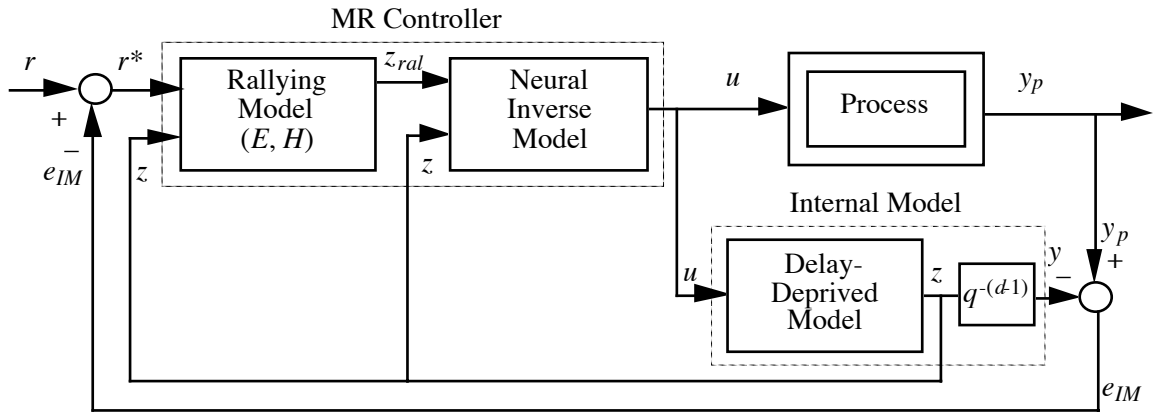 MR Controller
r
r*
z_ral
Rallying
Model
(E, H)
Neural
Inverse
Model
u
Process
y_p
+
−
e_IM
z
z
Internal Model
u
Delay-
Deprived
Model
z
q^-(d-1)
y
−
y_p
+
e_IM